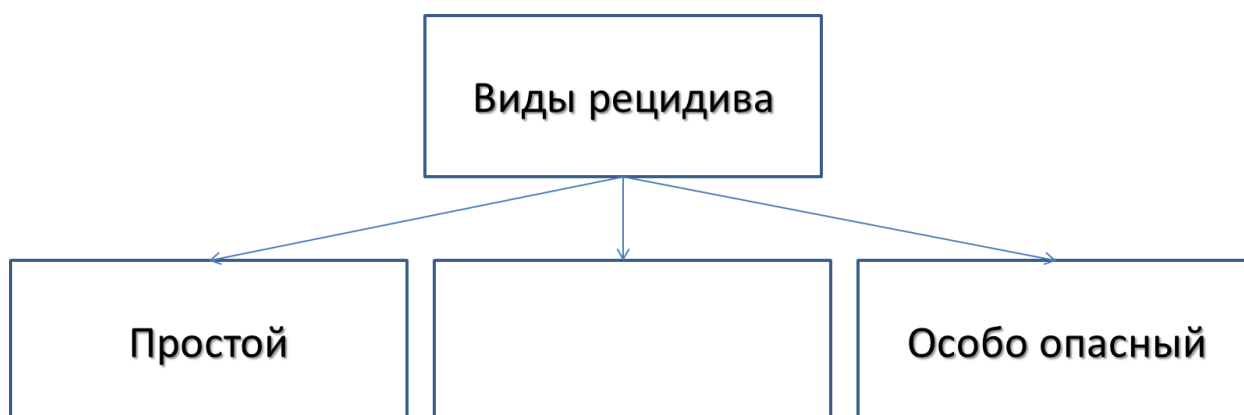 Виды рецидива
Простой
Особо опасный